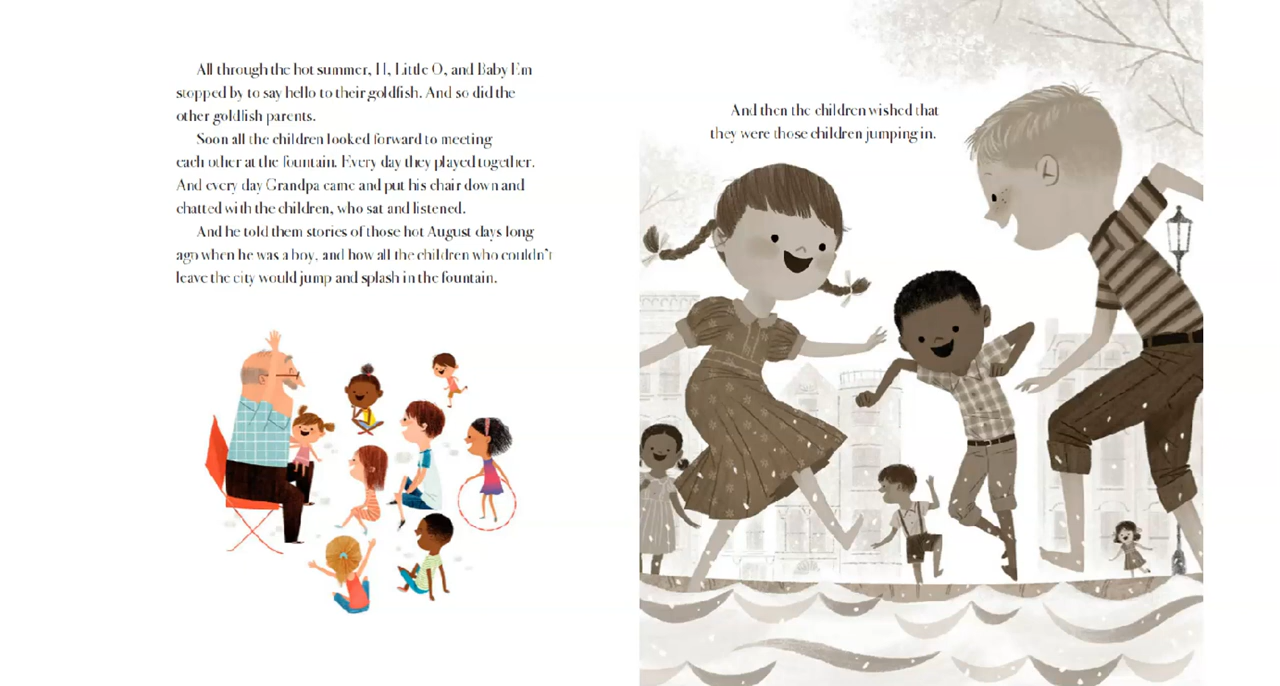 All through the hot summer, H, Little O, and Baby Em
stopped by to say hello to their goldfish. And so did the
other goldfish parents.
Soon all the children looked forward to meeting
each other at the fountain. Every day they played together.
And every day Grandpa came and put his chair down and
chatted with the children, who sat and listened.
And he told them stories of those hot August days long
ago when he was a boy, and how all the children who couldn't
leave the city would jump and splash in the fountain.
And then the children wished that
they were those children jumping in.